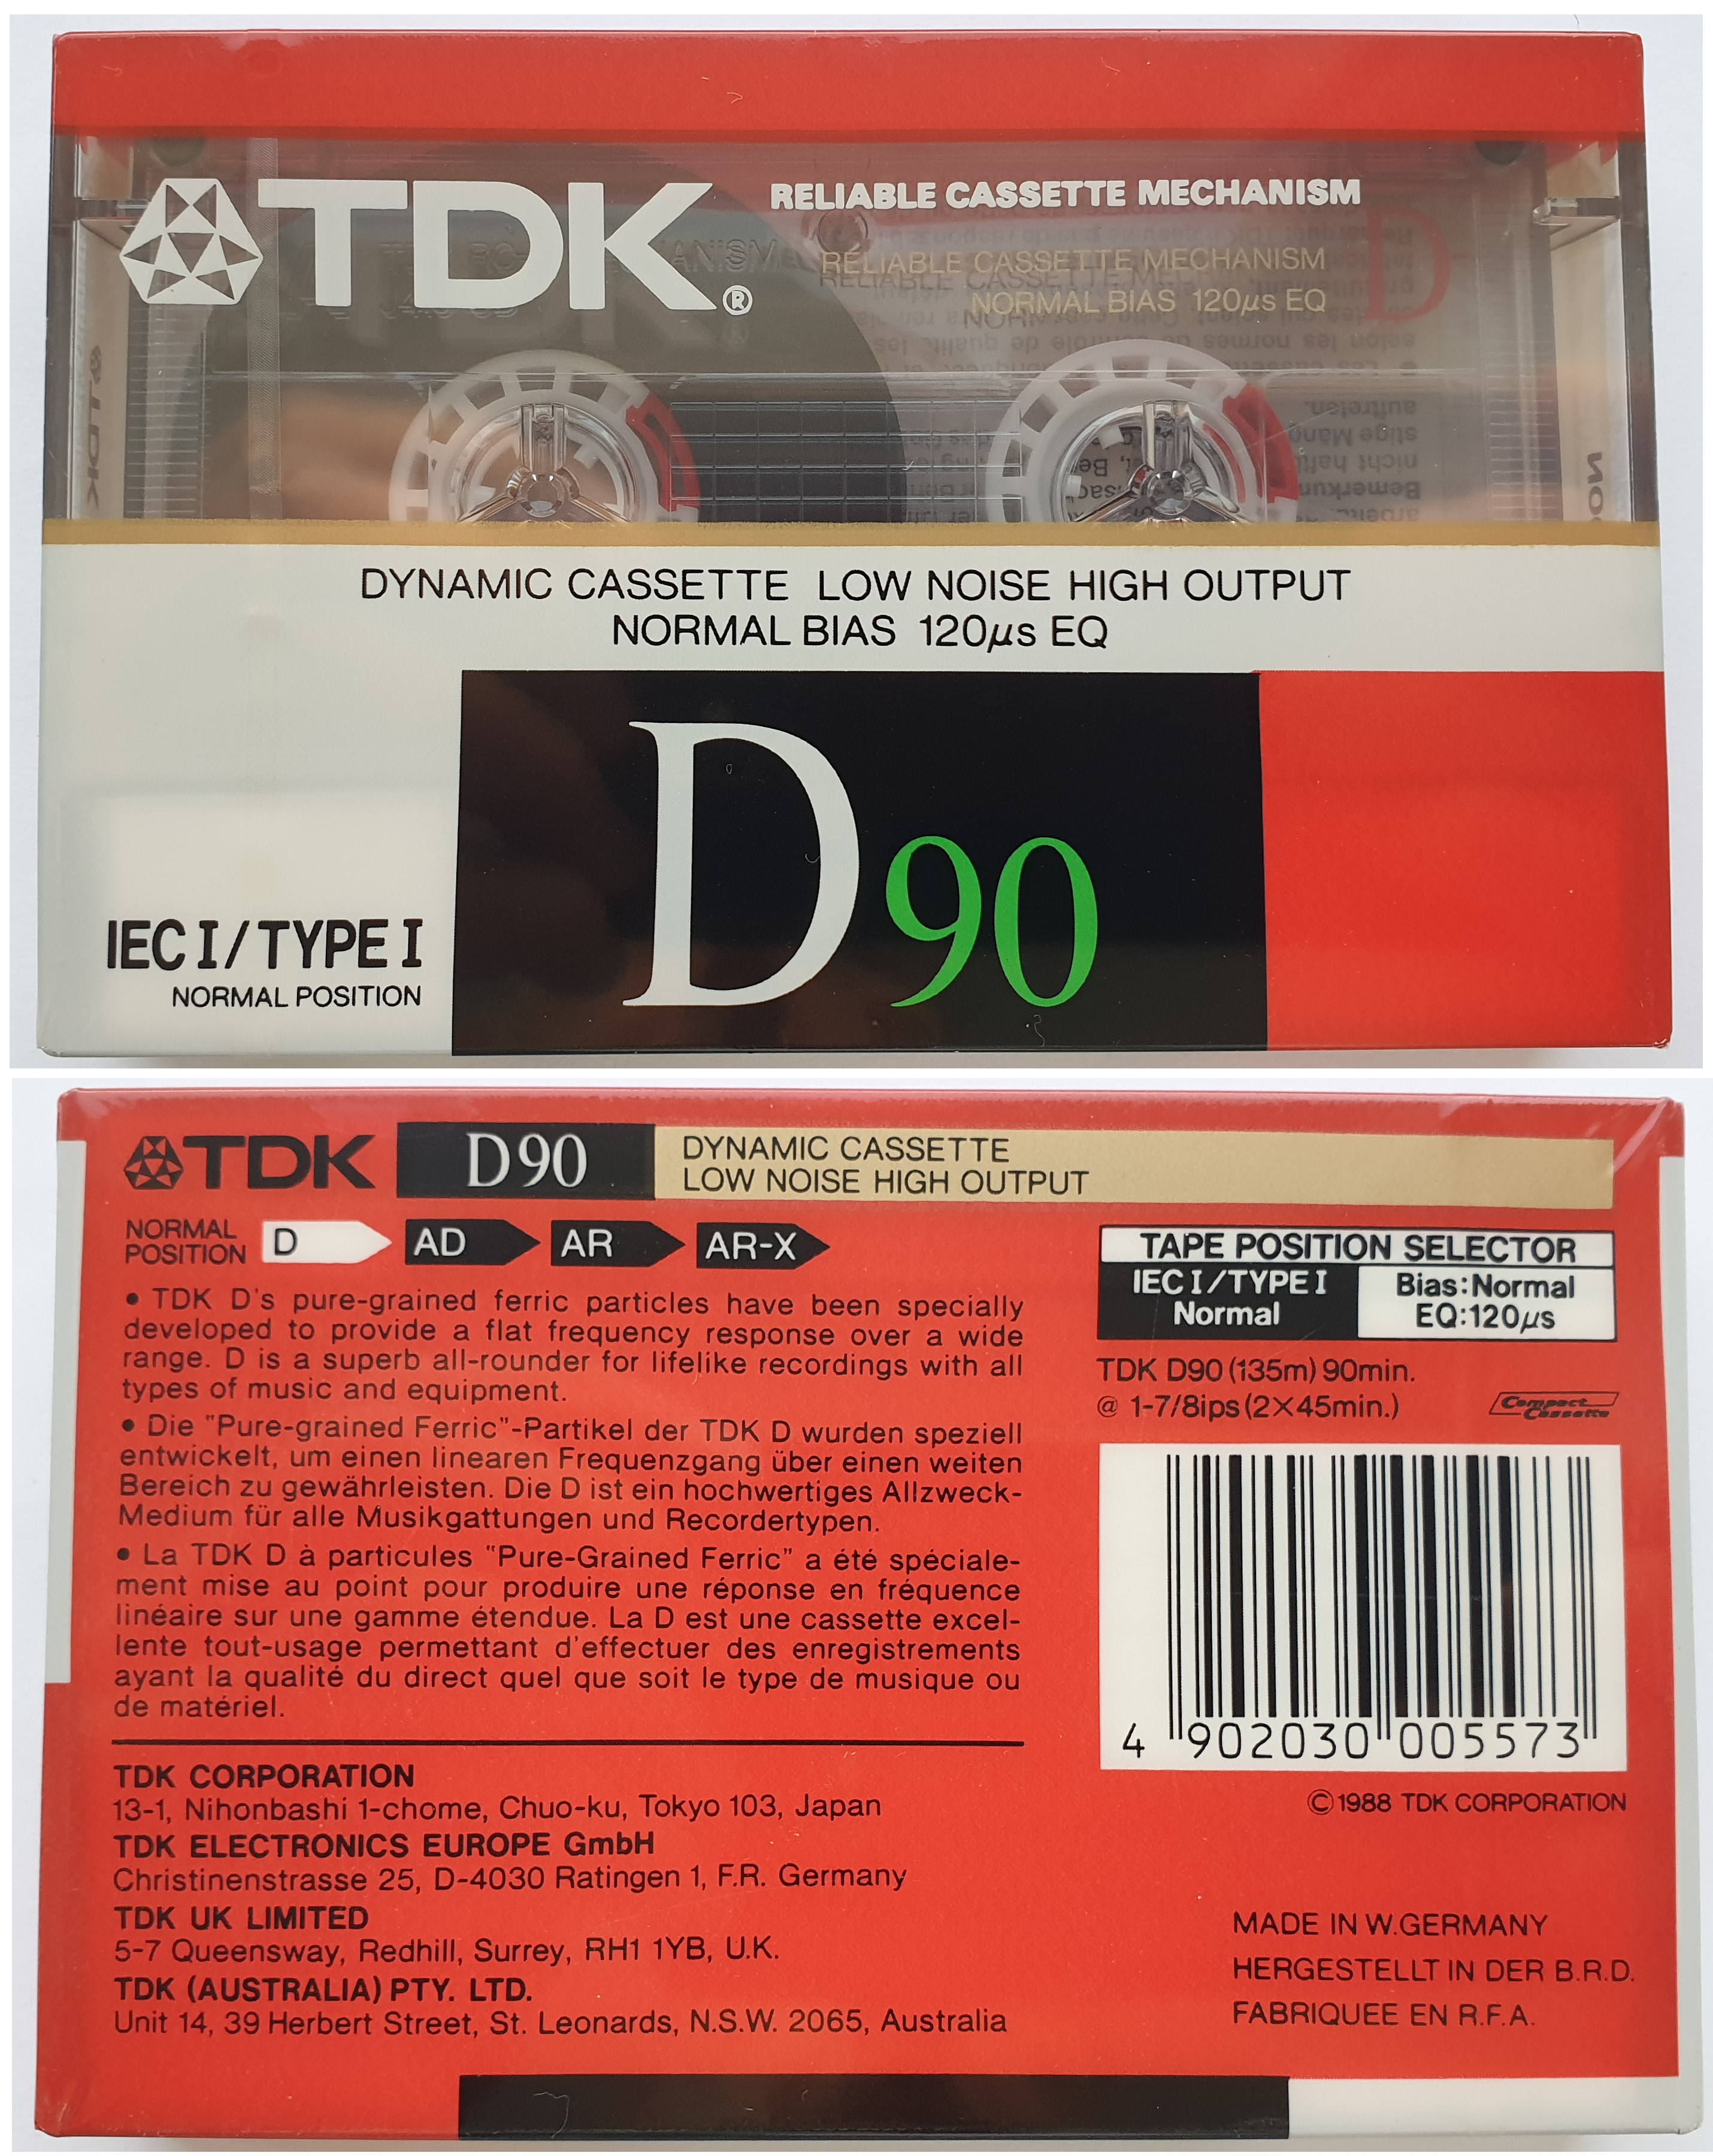 TDK®
RELIABLE CASSETTE MECHANISM
RELIABLE CASSETTE MECHANISM
NORMAL BIAS 120µs EQ
D
DYNAMIC CASSETTE LOW NOISE HIGH OUTPUT
NORMAL BIAS 120µs EQ
D90
IEC I/TYPE I
NORMAL POSITION
TDK D90 DYNAMIC CASSETTE
LOW NOISE HIGH OUTPUT
NORMAL
POSITION D AD AR AR-X
• TDK D's pure-grained ferric particles have been specially
developed to provide a flat frequency response over a wide
range. D is a superb all-rounder for lifelike recordings with all
types of music and equipment.
• Die "Pure-grained Ferric"-Partikel der TDK D wurden speziell
entwickelt, um einen linearen Frequenzgang über einen weiten
Bereich zu gewährleisten. Die D ist ein hochwertiges Allzweck-
Medium für alle Musikgattungen und Recordertypen.
• La TDK D à particules "Pure-Grained Ferric" a été spéciale-
ment mise au point pour produire une réponse en fréquence
linéaire sur une gamme étendue. La D est une cassette excel-
lente tout-usage permettant d'effectuer des enregistrements
ayant la qualité du direct quel que soit le type de musique ou
de matériel.
TDK CORPORATION
13-1, Nihonbashi 1-chome, Chuo-ku, Tokyo 103, Japan
TDK ELECTRONICS EUROPE GmbH
Christinenstrasse 25, D-4030 Ratingen 1, F.R. Germany
TDK UK LIMITED
5-7 Queensway, Redhill, Surrey, RH1 1YB, U.K.
TDK (AUSTRALIA) PTY. LTD.
Unit 14, 39 Herbert Street, St. Leonards, N.S.W. 2065, Australia
TAPE POSITION SELECTOR
IEC I/TYPE I
Normal
Bias:Normal
EQ:120µs
TDK D90 (135m) 90min.
@ 1-7/8ips (2×45min.)
Compact
Cassette
4 902030 005573
©1988 TDK CORPORATION
MADE IN W.GERMANY
HERGESTELLT IN DER B.R.D.
FABRIQUEE EN R.F.A.